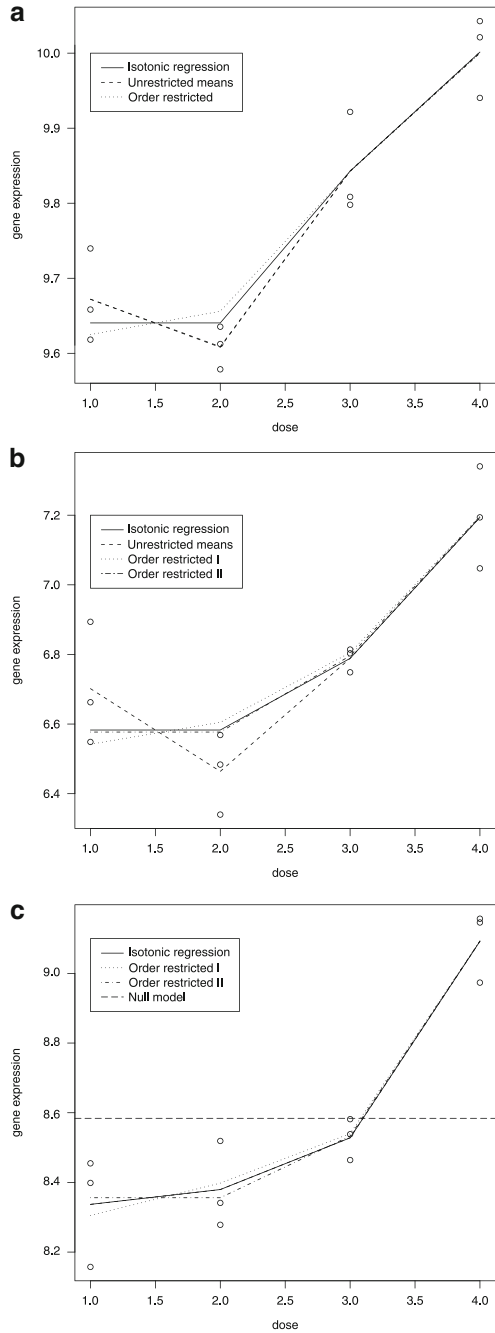 a
10.0
9.9
9.8
9.7
9.6
gene expression
Isotonic regression
Unrestricted means
Order restricted
1.0 1.5 2.0 2.5 3.0 3.5 4.0
dose
b
7.2
7.0
6.8
6.6
6.4
gene expression
Isotonic regression
Unrestricted means
Order restricted I
Order restricted II
1.0 1.5 2.0 2.5 3.0 3.5 4.0
dose
c
9.0
8.8
8.6
8.4
8.2
gene expression
Isotonic regression
Order restricted I
Order restricted II
Null model
1.0 1.5 2.0 2.5 3.0 3.5 4.0
dose